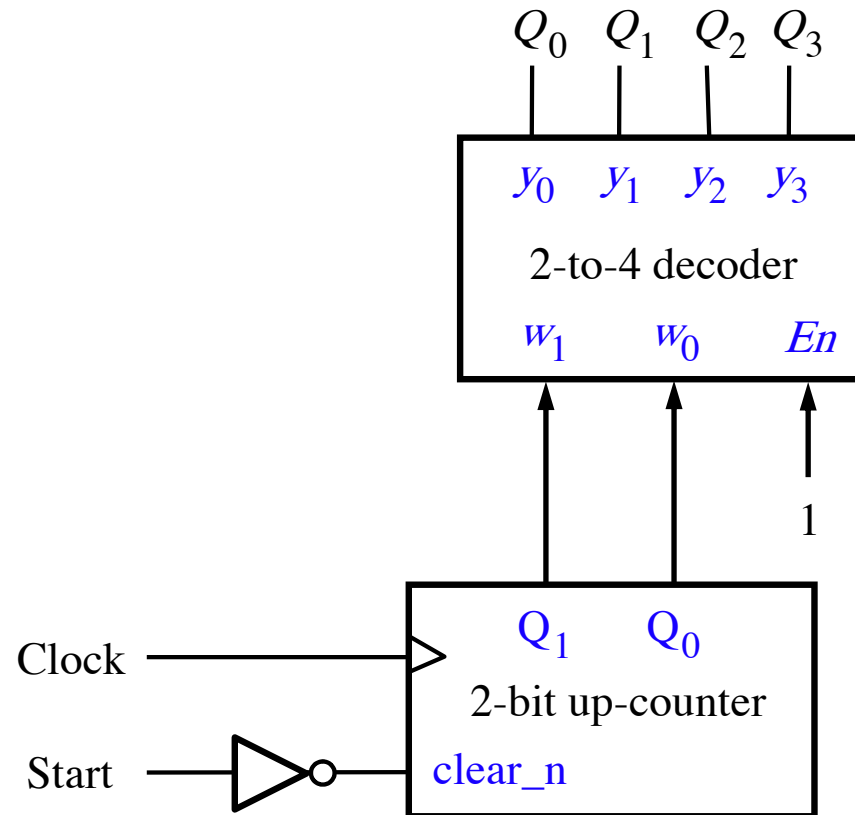 Q0 Q1 Q2 Q3
y0 y1 y2 y3
2-to-4 decoder
w1 w0 En
1
Q1 Q0
Clock
2-bit up-counter
Start
clear_n